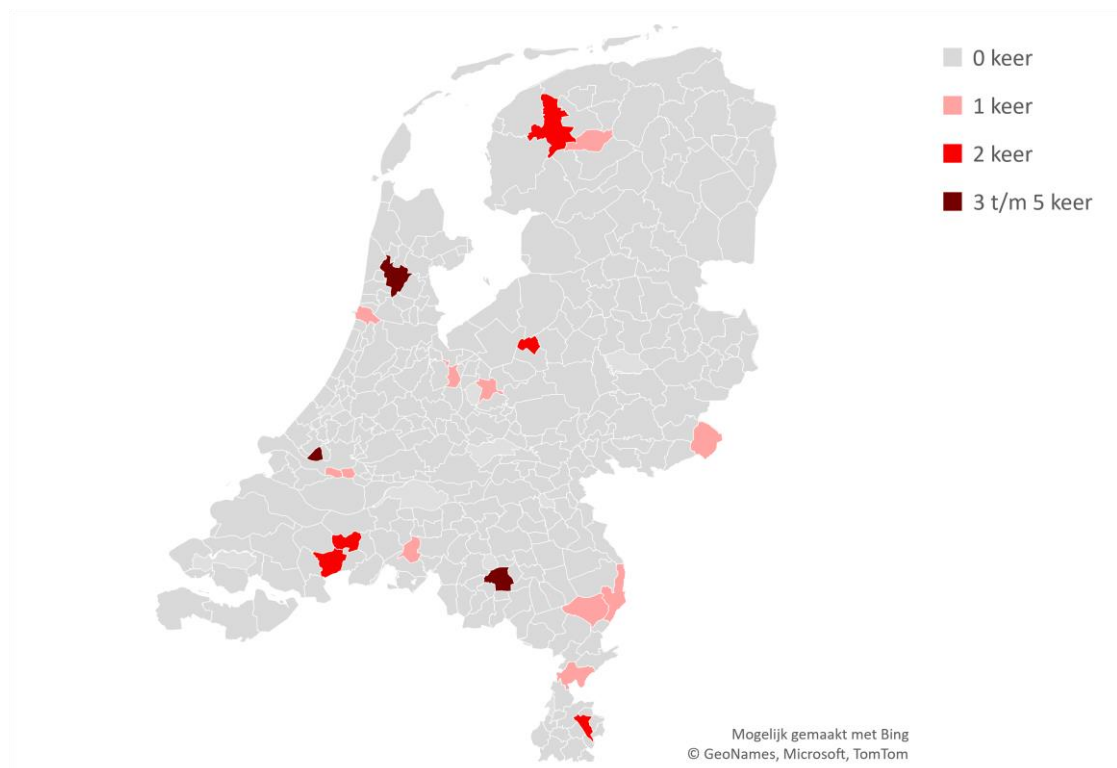 0 keer
1 keer
2 keer
3 t/m 5 keer
Mogelijk gemaakt met Bing
© GeoNames, Microsoft, TomTom